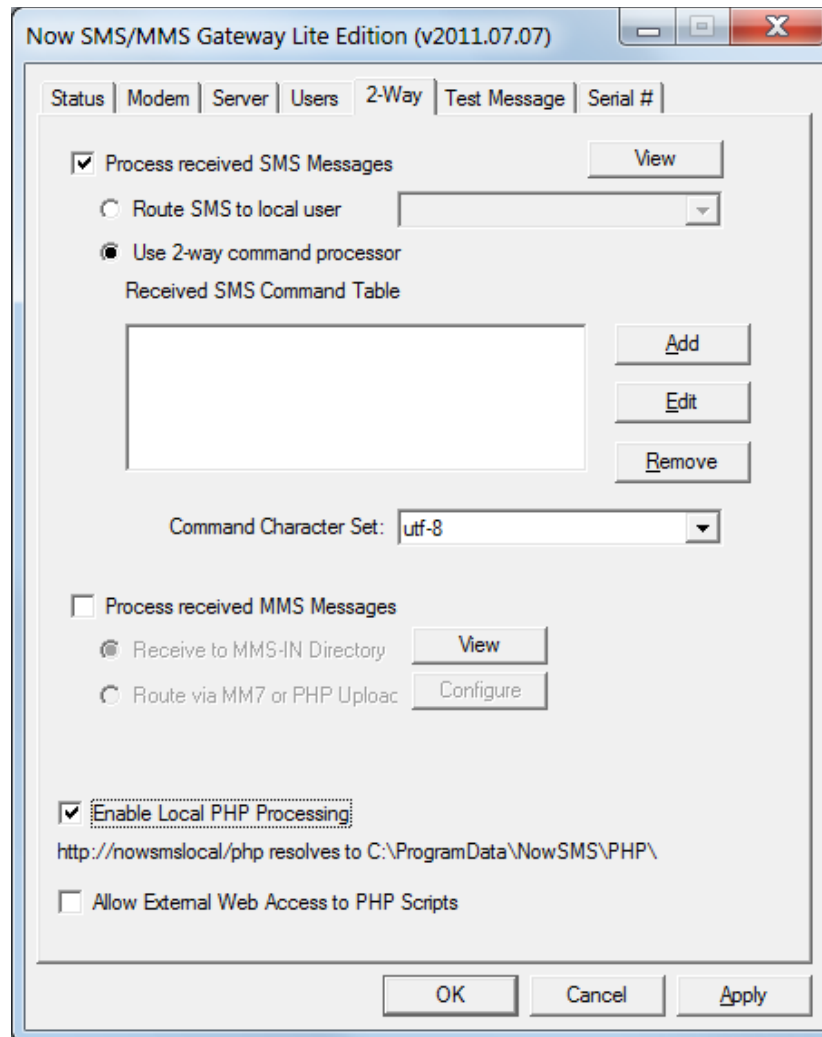 Now SMS/MMS Gateway Lite Edition (v2011.07.07)
Status Modem Server Users 2-Way Test Message Serial #
Process received SMS Messages View
Route SMS to local user
Use 2-way command processor
Received SMS Command Table
Add
Edit
Remove
Command Character Set: utf-8
Process received MMS Messages
Receive to MMS-IN Directory View
Route via MM7 or PHP Uploac Configure
Enable Local PHP Processing
http://nowsmslocal/php resolves to C:\ProgramData\NowSMS\PHP\
Allow External Web Access to PHP Scripts
OK Cancel Apply